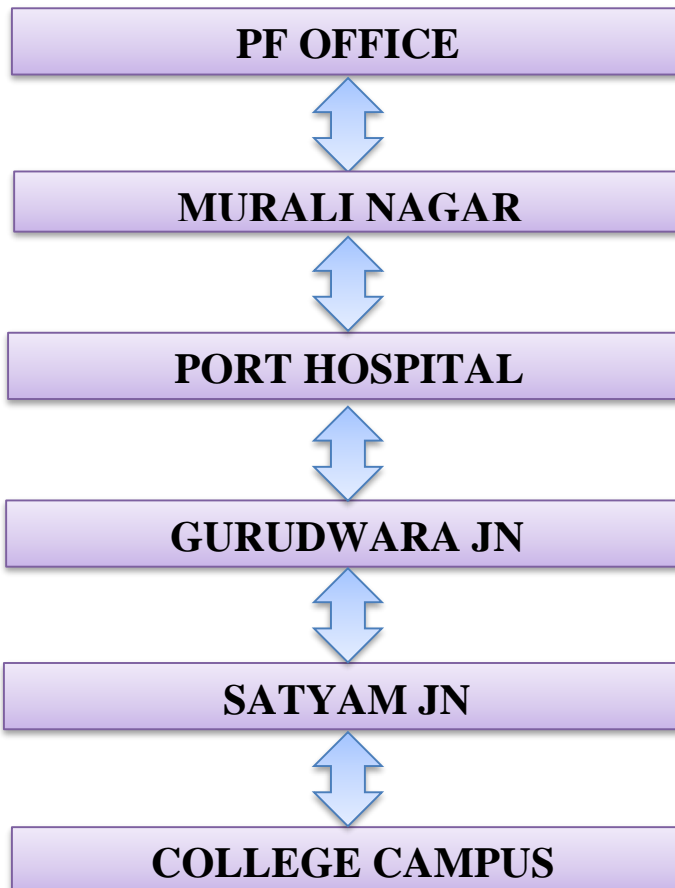 PF OFFICE
MURALI NAGAR
PORT HOSPITAL
GURUDWARA JN
SATYAM JN
COLLEGE CAMPUS